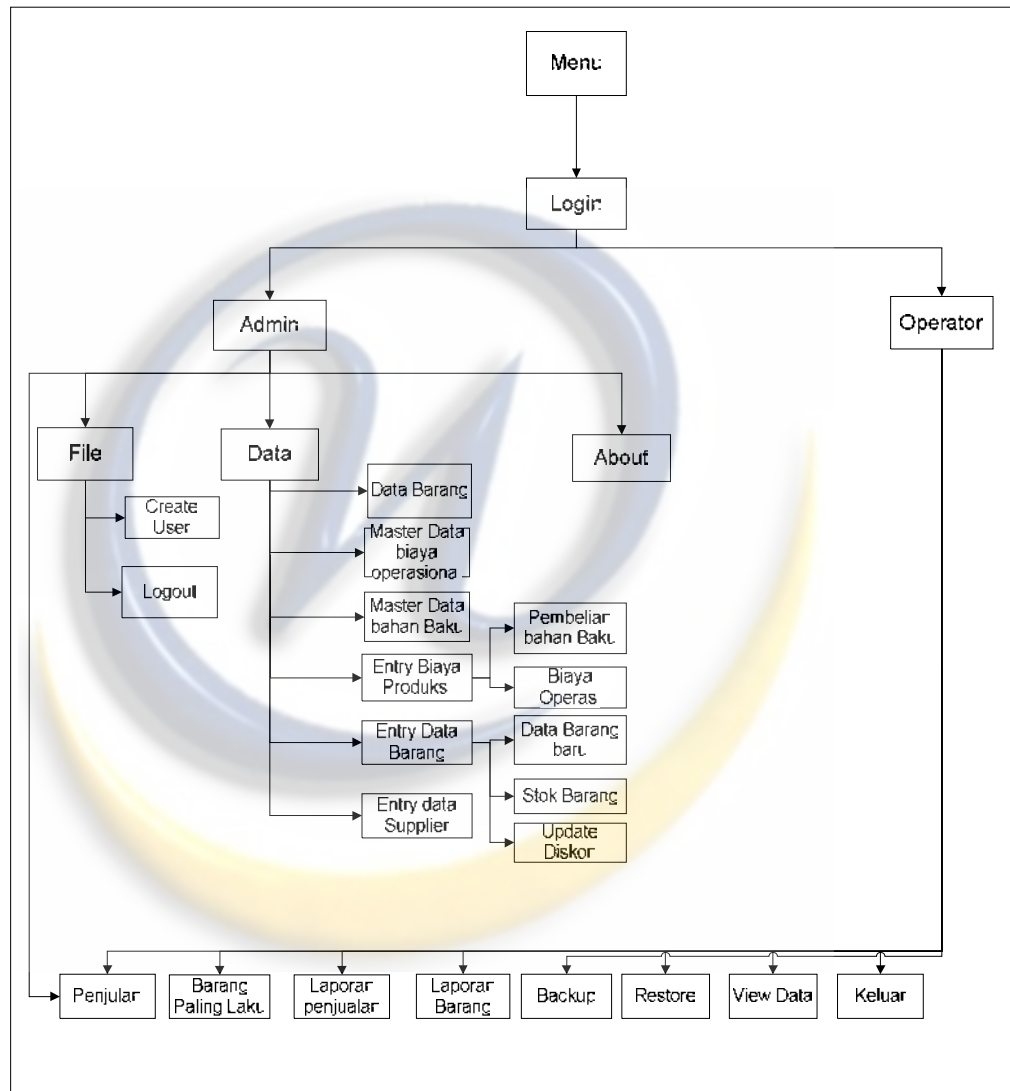 Menu
Login
Admin
Operator
File
Data
About
Create
User
Logout
Data Barang
Master Data
biaya
operasiona
Master Data
bahan Baku
Entry Biaya
Produks
Pembelian
bahan Baku
Biaya
Operas
Entry Data
Barang
Data Barang
baru
Stok Barang
Update
Diskon
Entry data
Supplier
Penjualan
Barang
Paling Laku
Laporan
penjualan
Laporan
Barang
Backup
Restore
View Data
Keluar